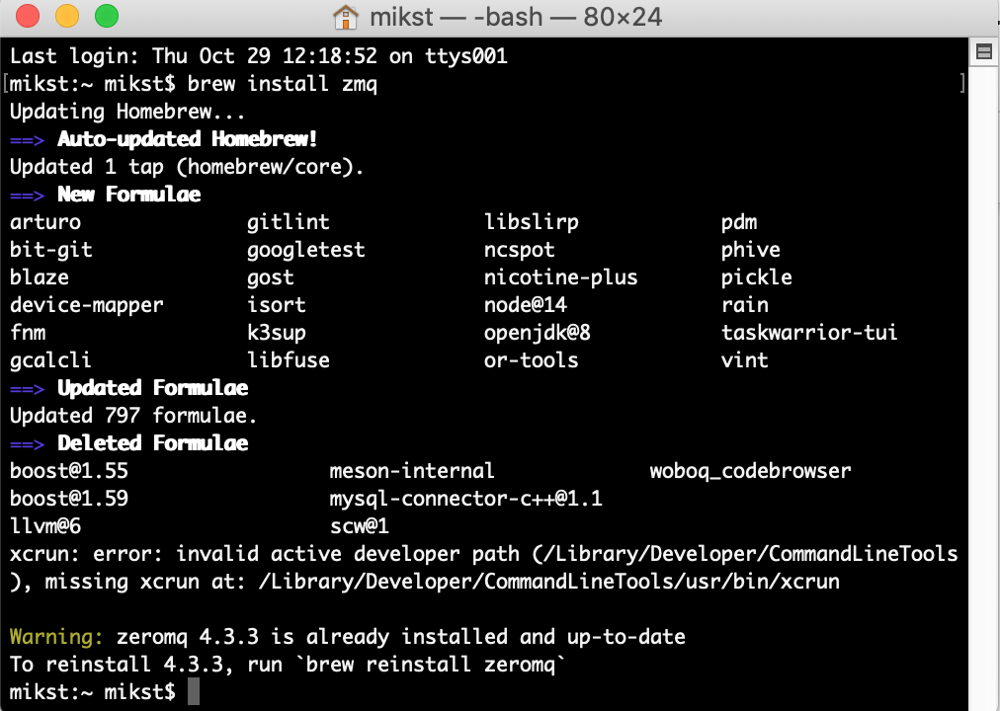 mikst — -bash — 80×24
Last login: Thu Oct 29 12:18:52 on ttys001
[mikst:~ mikst$ brew install zmq ]
Updating Homebrew...
==> Auto-updated Homebrew!
Updated 1 tap (homebrew/core).
==> New Formulae
arturo gitlint libslirp pdm
bit-git googletest ncspot phive
blaze gost nicotine-plus pickle
device-mapper isort node@14 rain
fnm k3sup openjdk@8 taskwarrior-tui
gcalcli libfuse or-tools vint
==> Updated Formulae
Updated 797 formulae.
==> Deleted Formulae
boost@1.55 meson-internal woboq_codebrowser
boost@1.59 mysql-connector-c++@1.1
llvm@6 scw@1
xcrun: error: invalid active developer path (/Library/Developer/CommandLineTools
), missing xcrun at: /Library/Developer/CommandLineTools/usr/bin/xcrun
Warning: zeromq 4.3.3 is already installed and up-to-date
To reinstall 4.3.3, run `brew reinstall zeromq`
mikst:~ mikst$